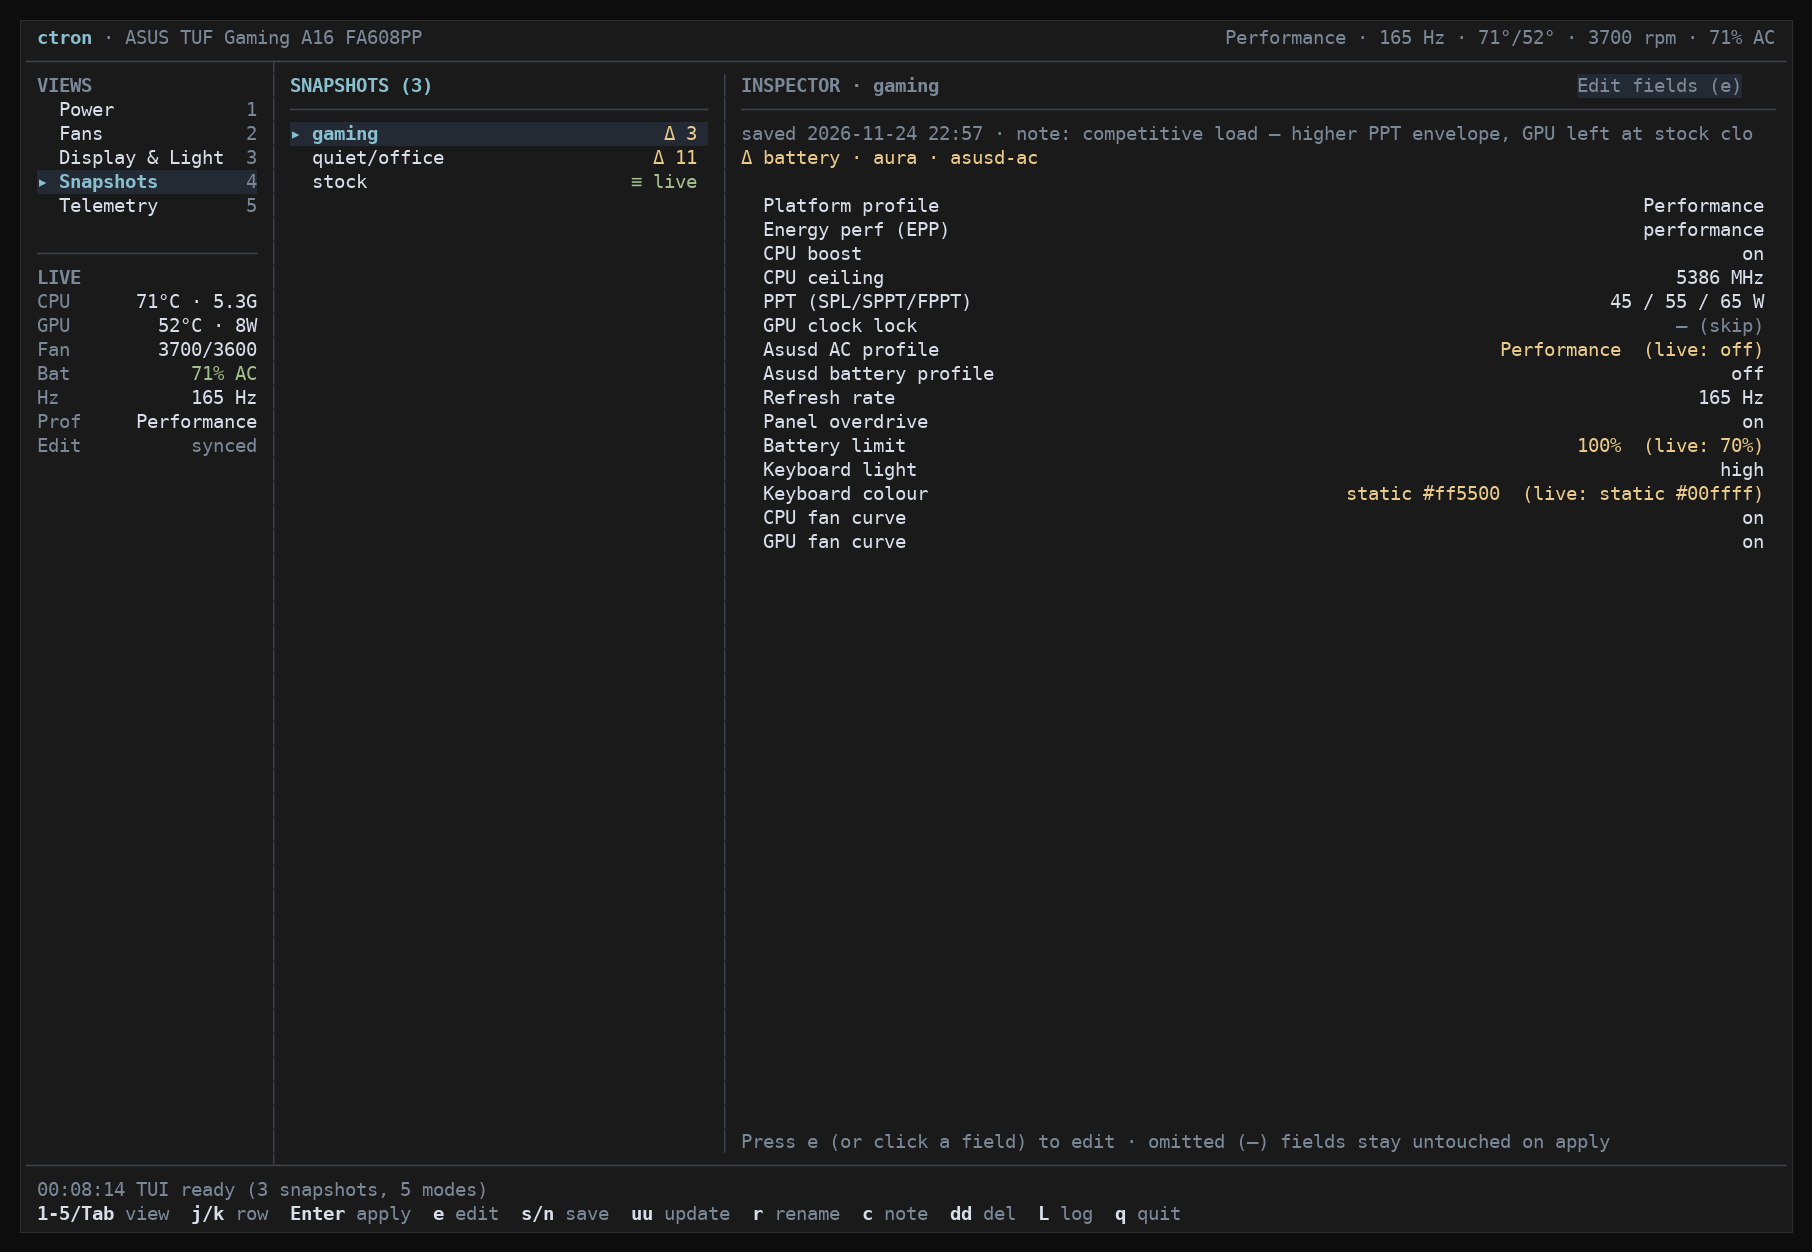 ctron · ASUS TUF Gaming A16 FA608PP Performance · 165 Hz · 71°/52° · 3700 rpm · 71% AC
VIEWS
Power 1
Fans 2
Display & Light 3
▸ Snapshots 4
Telemetry 5
LIVE
CPU 71°C · 5.3G
GPU 52°C · 8W
Fan 3700/3600
Bat 71% AC
Hz 165 Hz
Prof Performance
Edit synced
SNAPSHOTS (3)
▸ gaming Δ 3
quiet/office Δ 11
stock ≡ live
INSPECTOR · gaming Edit fields (e)
saved 2026-11-24 22:57 · note: competitive load — higher PPT envelope, GPU left at stock clo
Δ battery · aura · asusd-ac
Platform profile Performance
Energy perf (EPP) performance
CPU boost on
CPU ceiling 5386 MHz
PPT (SPL/SPPT/FPPT) 45 / 55 / 65 W
GPU clock lock — (skip)
Asusd AC profile Performance (live: off)
Asusd battery profile off
Refresh rate 165 Hz
Panel overdrive on
Battery limit 100% (live: 70%)
Keyboard light high
Keyboard colour static #ff5500 (live: static #00ffff)
CPU fan curve on
GPU fan curve on
Press e (or click a field) to edit · omitted (—) fields stay untouched on apply
00:08:14 TUI ready (3 snapshots, 5 modes)
1-5/Tab view j/k row Enter apply e edit s/n save uu update r rename c note dd del L log q quit